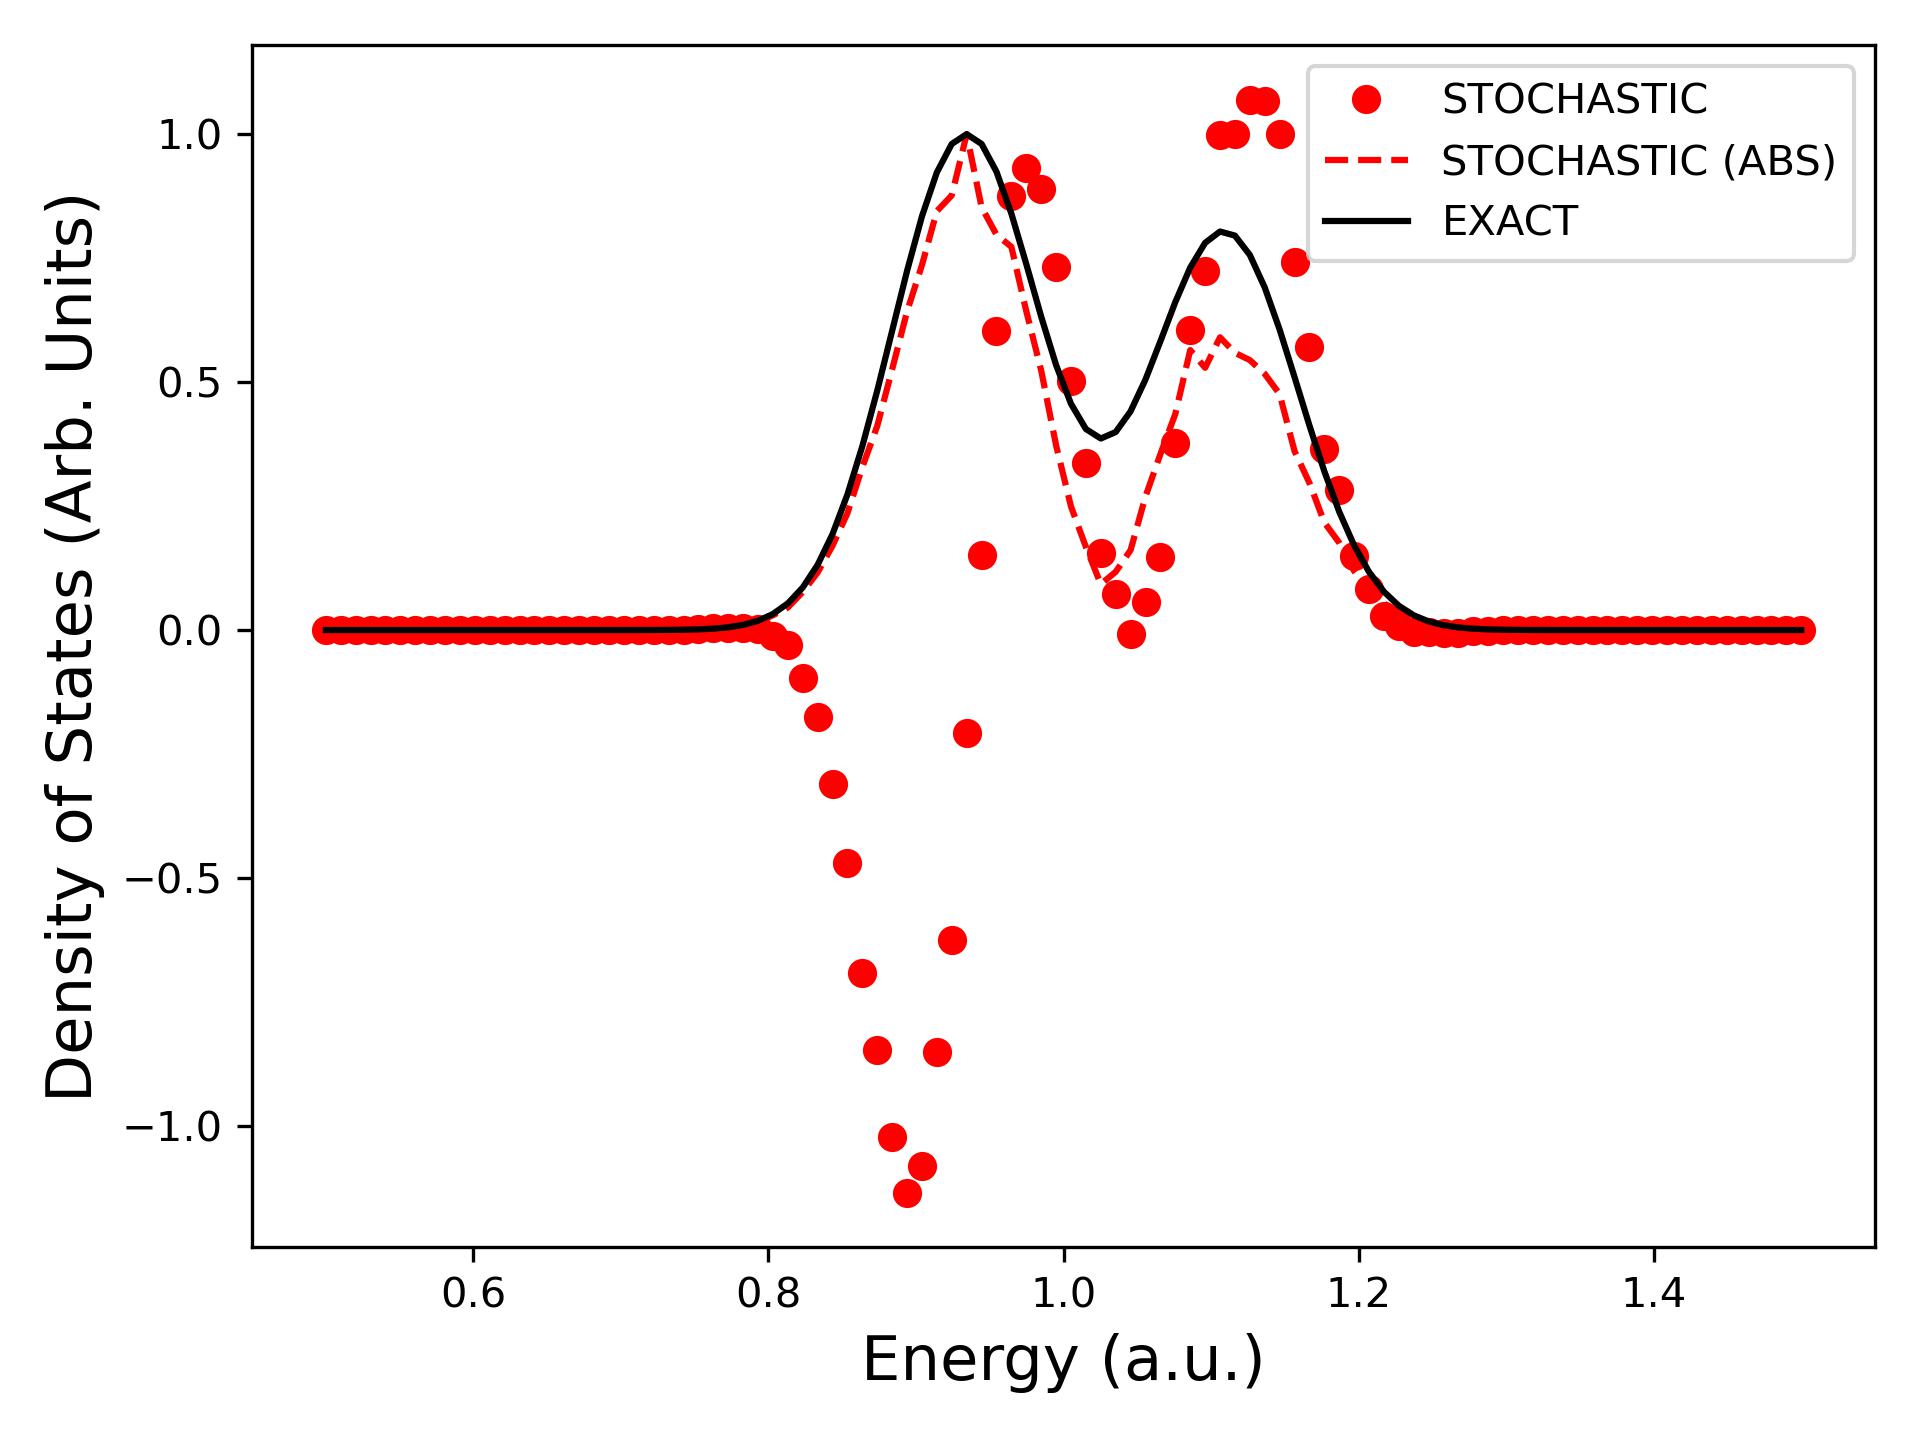 STOCHASTIC
STOCHASTIC (ABS)
EXACT
Density of States (Arb. Units)
1.0
0.5
0.0
−0.5
−1.0
0.6 0.8 1.0 1.2 1.4
Energy (a.u.)